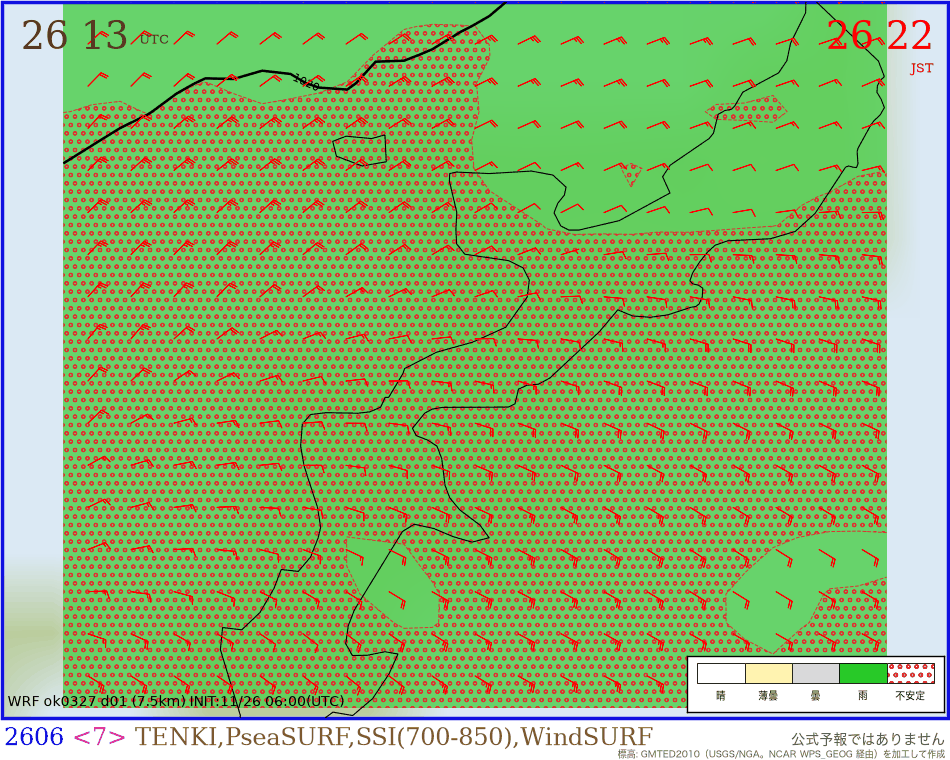 26 13 UTC
26 22
JST
1020
晴 薄曇 曇 雨 不安定
WRF ok0327 d01 (7.5km) INIT:11/26 06:00(UTC)
2606 <7> TENKI,PseaSURF,SSI(700-850),WindSURF
公式予報ではありません
標高: GMTED2010（USGS/NGA。NCAR WPS_GEOG 経由）を加工して作成